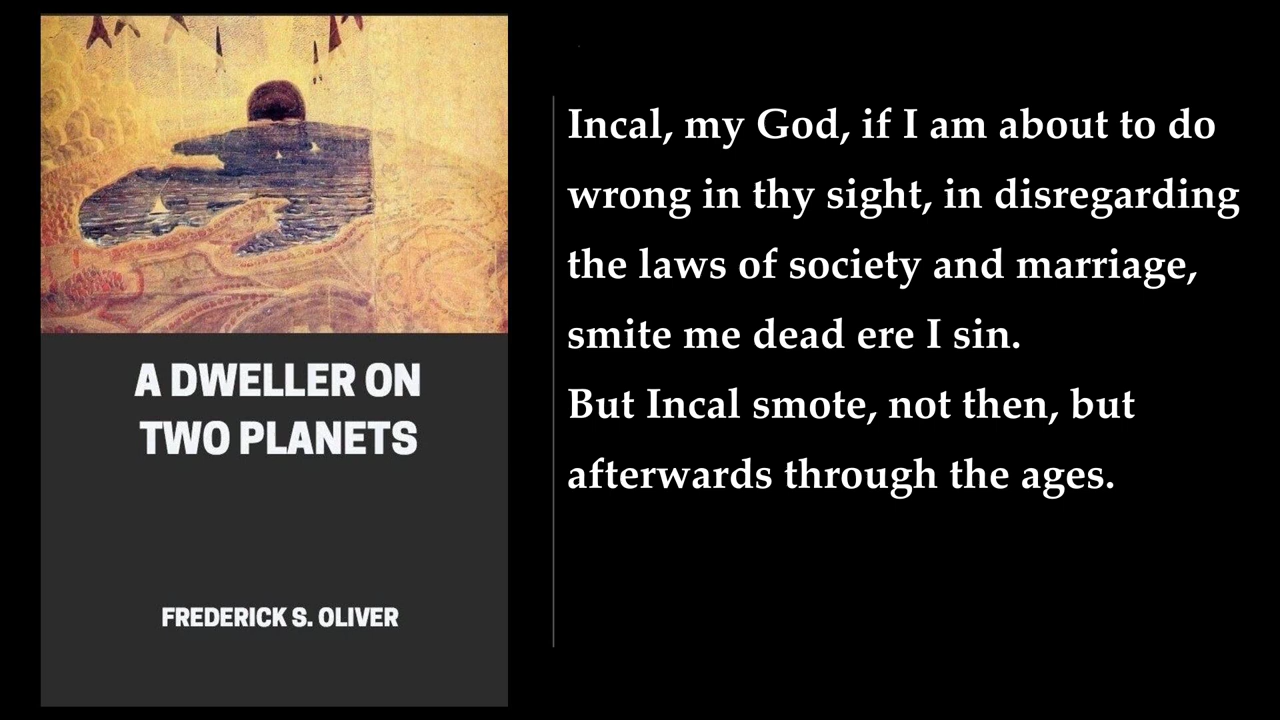 A DWELLER ON
TWO PLANETS
FREDERICK S. OLIVER
Incal, my God, if I am about to do
wrong in thy sight, in disregarding
the laws of society and marriage,
smite me dead ere I sin.
But Incal smote, not then, but
afterwards through the ages.